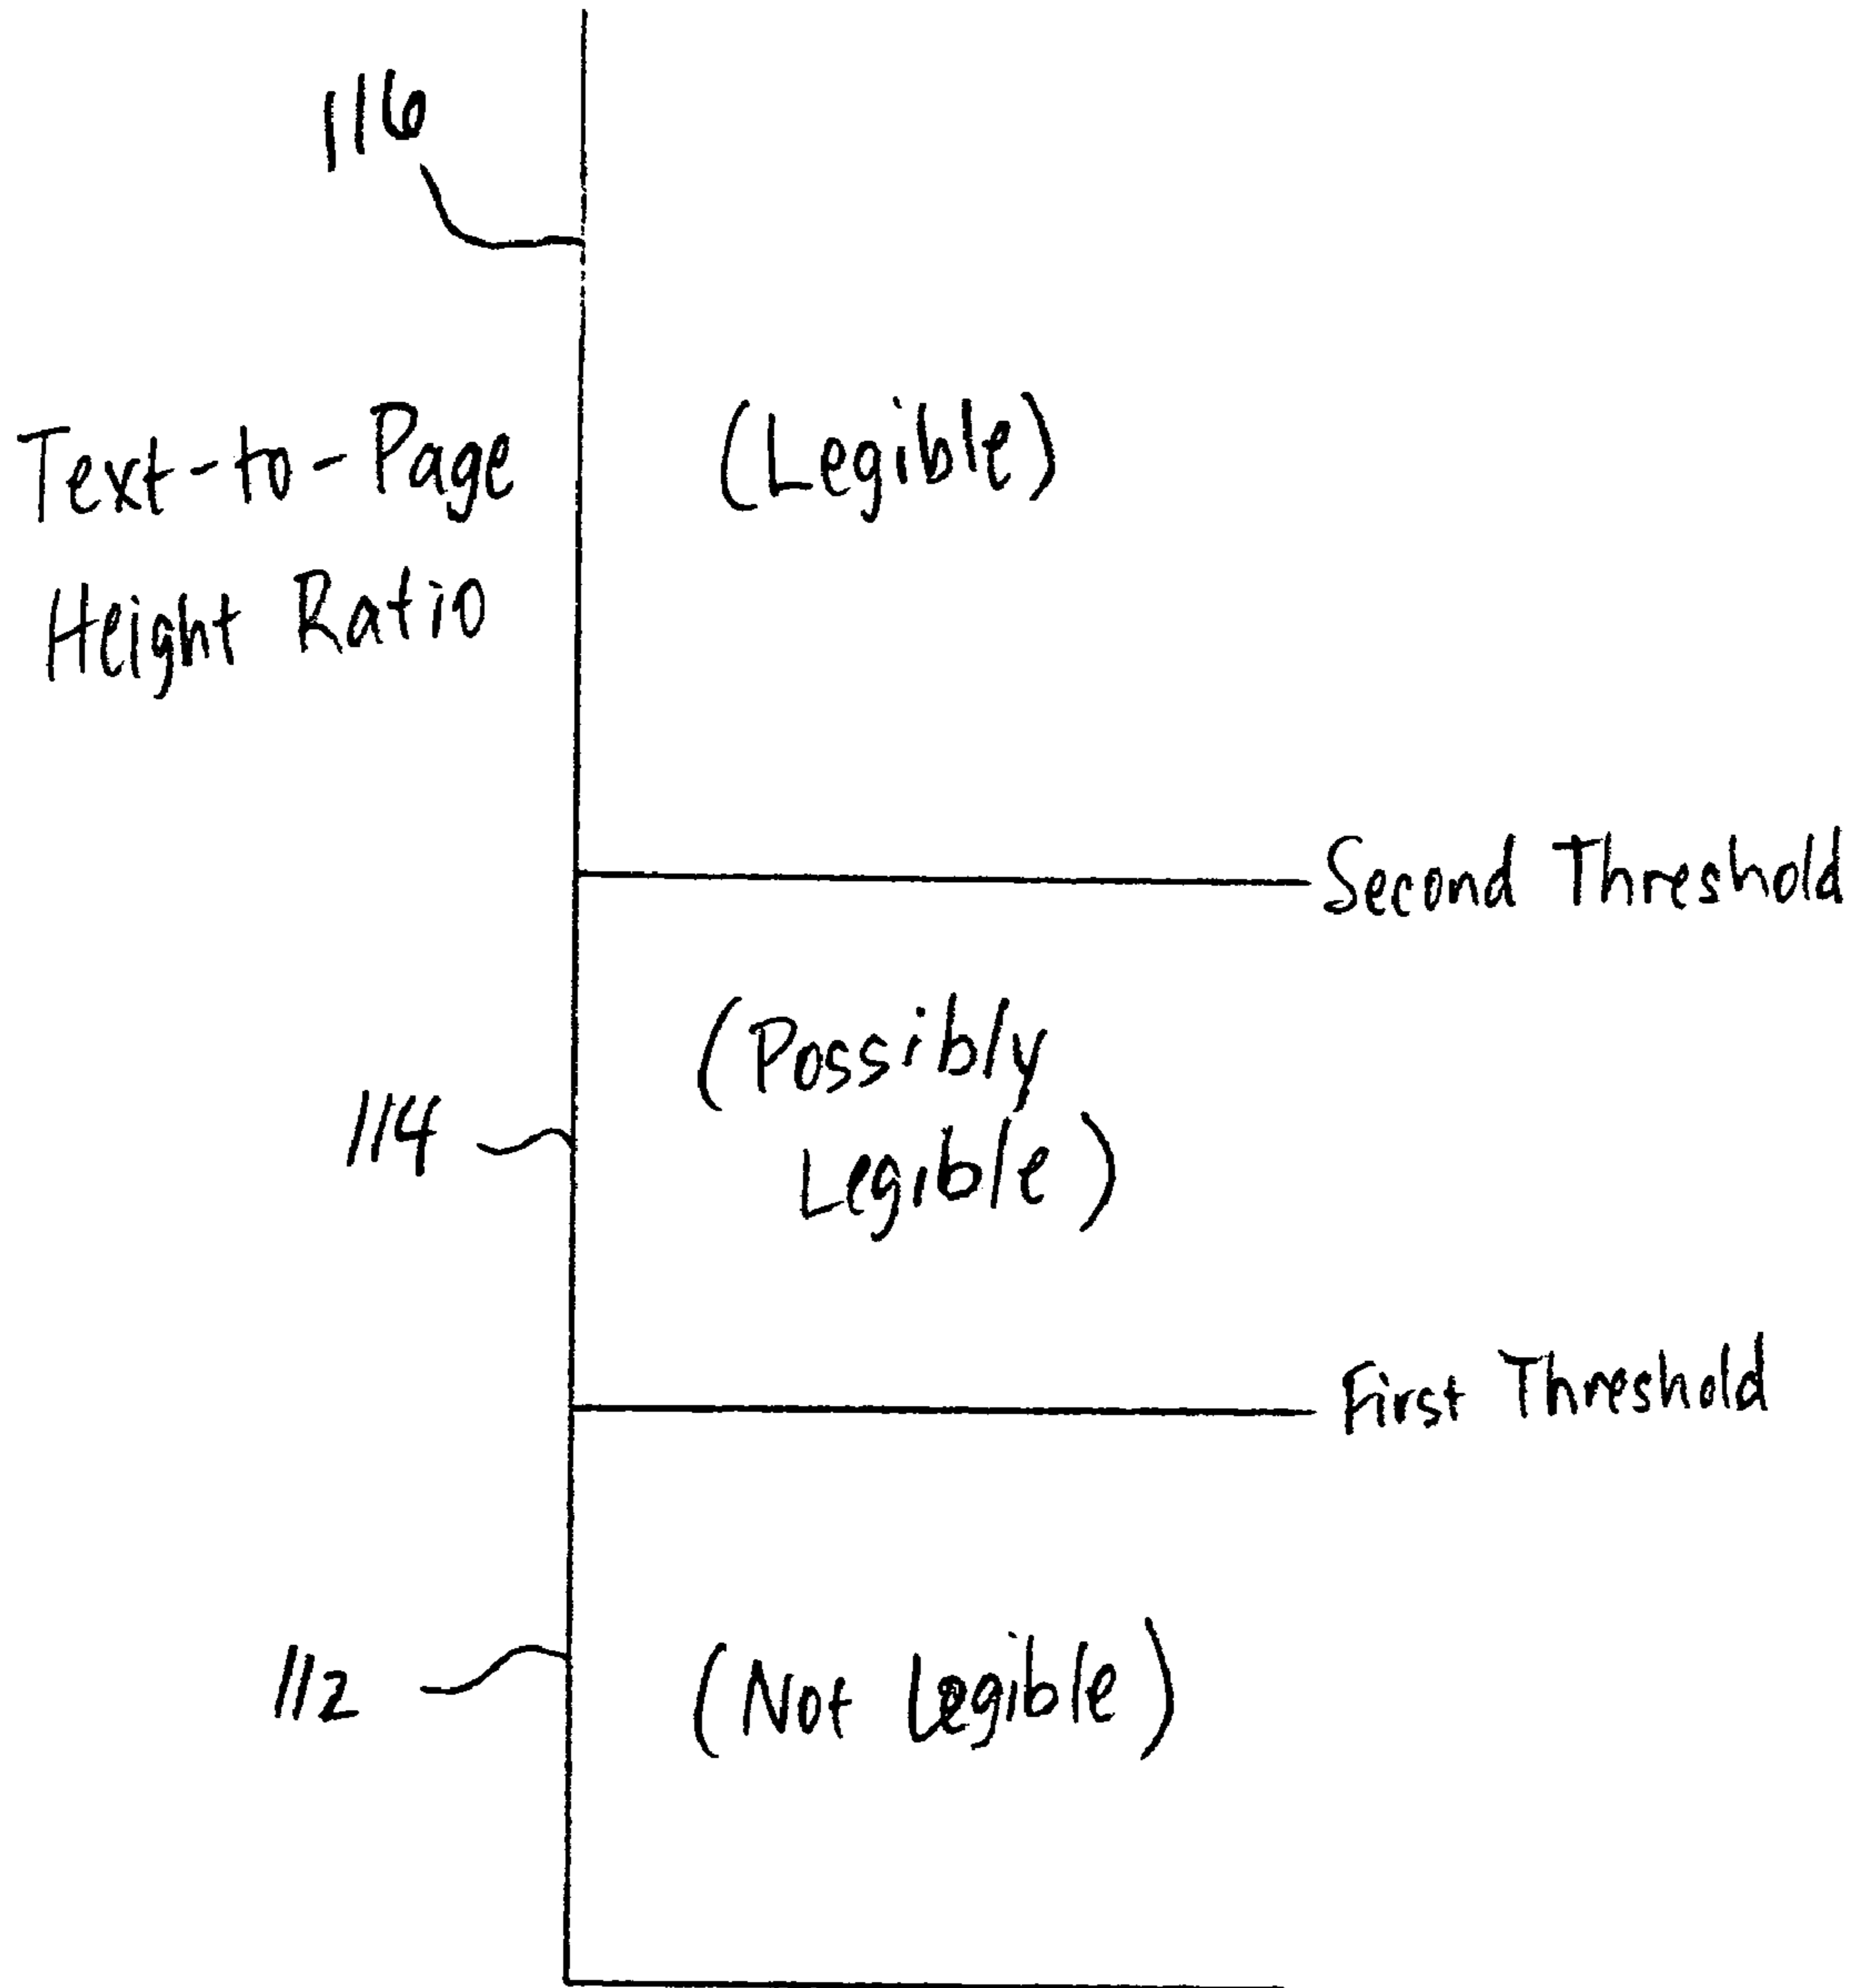 116
Text-to-Page
Height Ratio
(Legible)
Second Threshold
(Possibly
Legible)
114
First Threshold
112
(Not Legible)